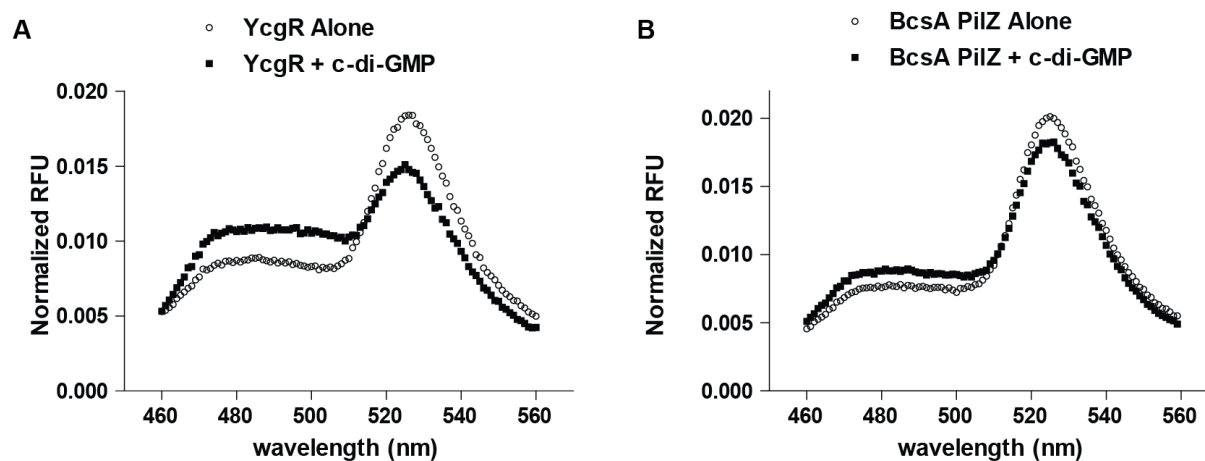 A
YcgR Alone
YcgR + c-di-GMP
0.020
0.015
0.010
0.005
0.000
Normalized RFU
460 480 500 520 540 560
wavelength (nm)
B
BcsA PilZ Alone
BcsA PilZ + c-di-GMP
0.020
0.015
0.010
0.005
0.000
Normalized RFU
460 480 500 520 540 560
wavelength (nm)